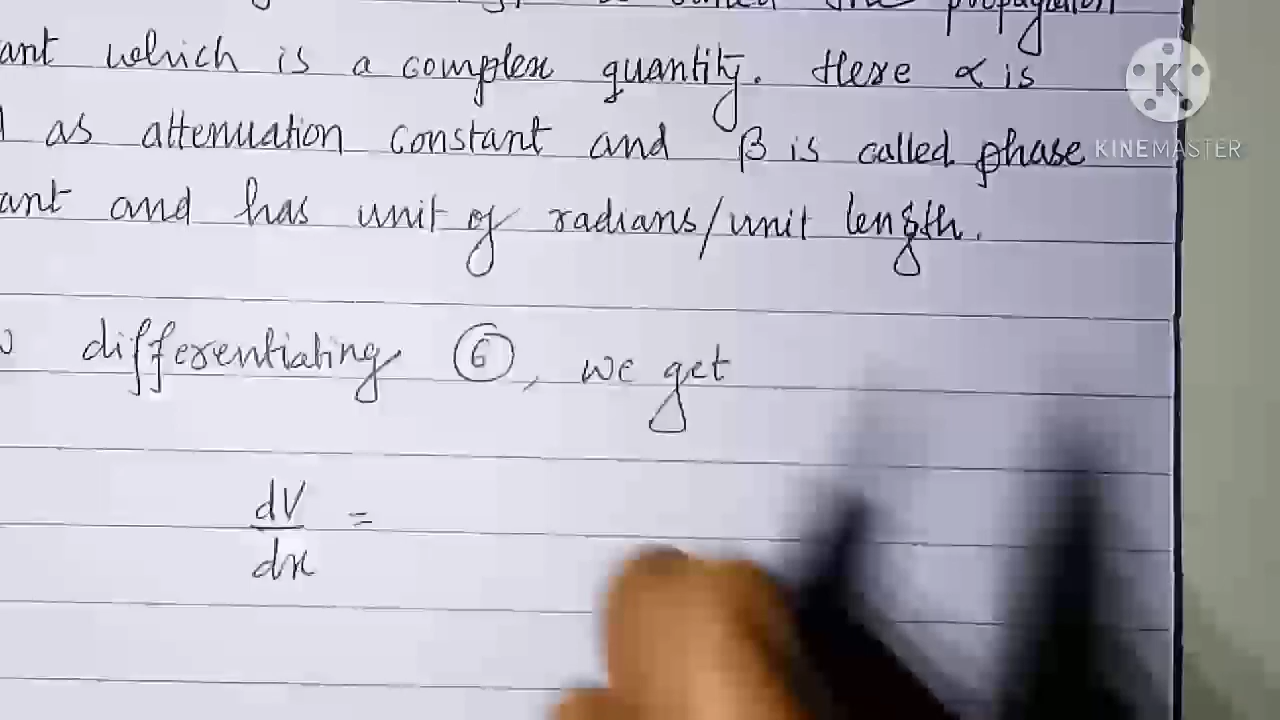 propagation
ant which is a complex quantity. Here α is
as attenuation constant and β is called phase
ant and has unit of radians/unit length.
differentiating ⑥, we get
dV
=
dx
K
KINEMASTER